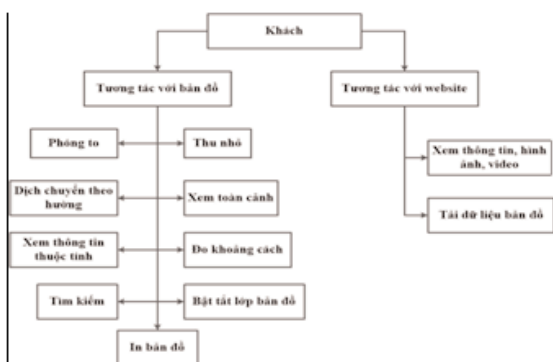 Khách
Tương tác với bản đồ
Tương tác với website
Phóng to
Thu nhỏ
Xem thông tin, hình
ảnh, video
Dịch chuyển theo
hướng
Xem toàn cảnh
Tải dữ liệu bản đồ
Xem thông tin
thuộc tính
Đo khoảng cách
Tìm kiếm
Bật tắt lớp bản đồ
In bản đồ